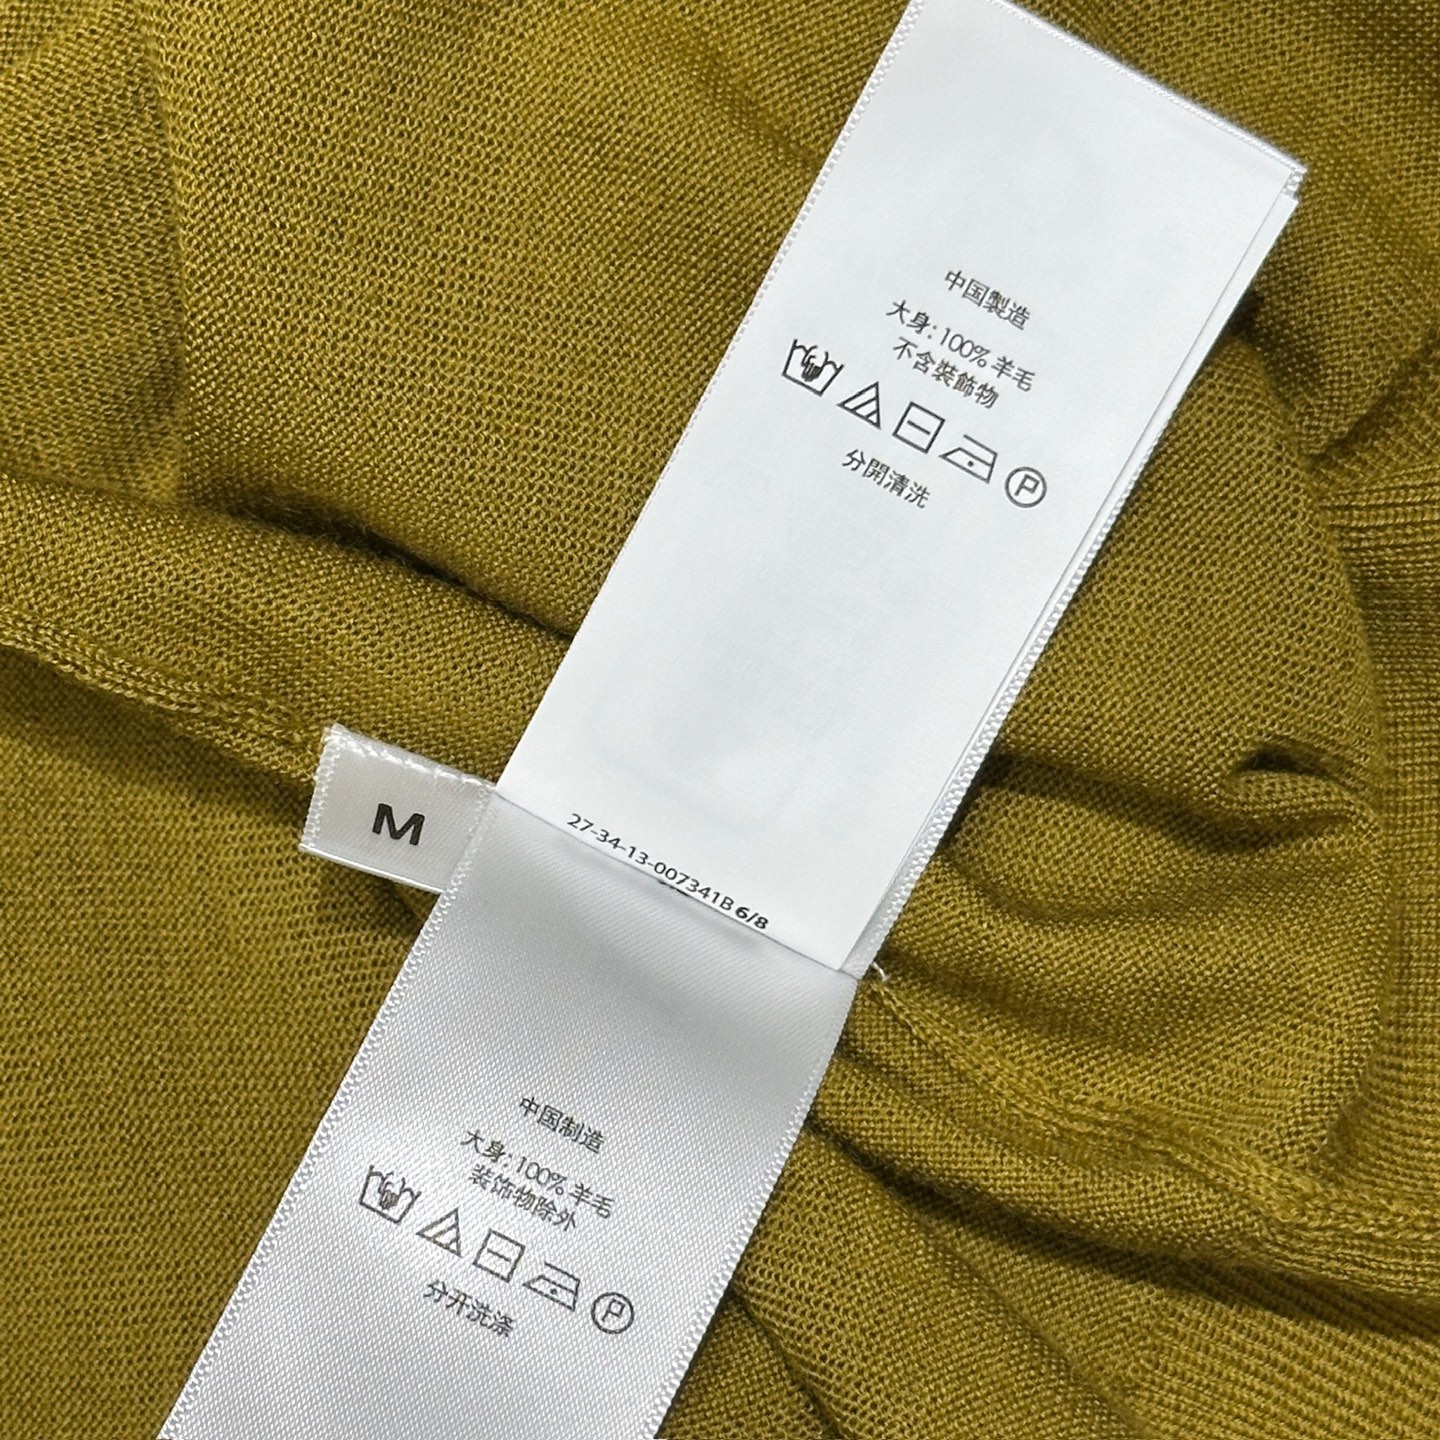 中国製造
大身: 100% 羊毛
不含裝飾物
P
分開清洗
27-34-13-007341B 6/8
M
中国制造
大身: 100% 羊毛
装饰物除外
P
分开洗涤